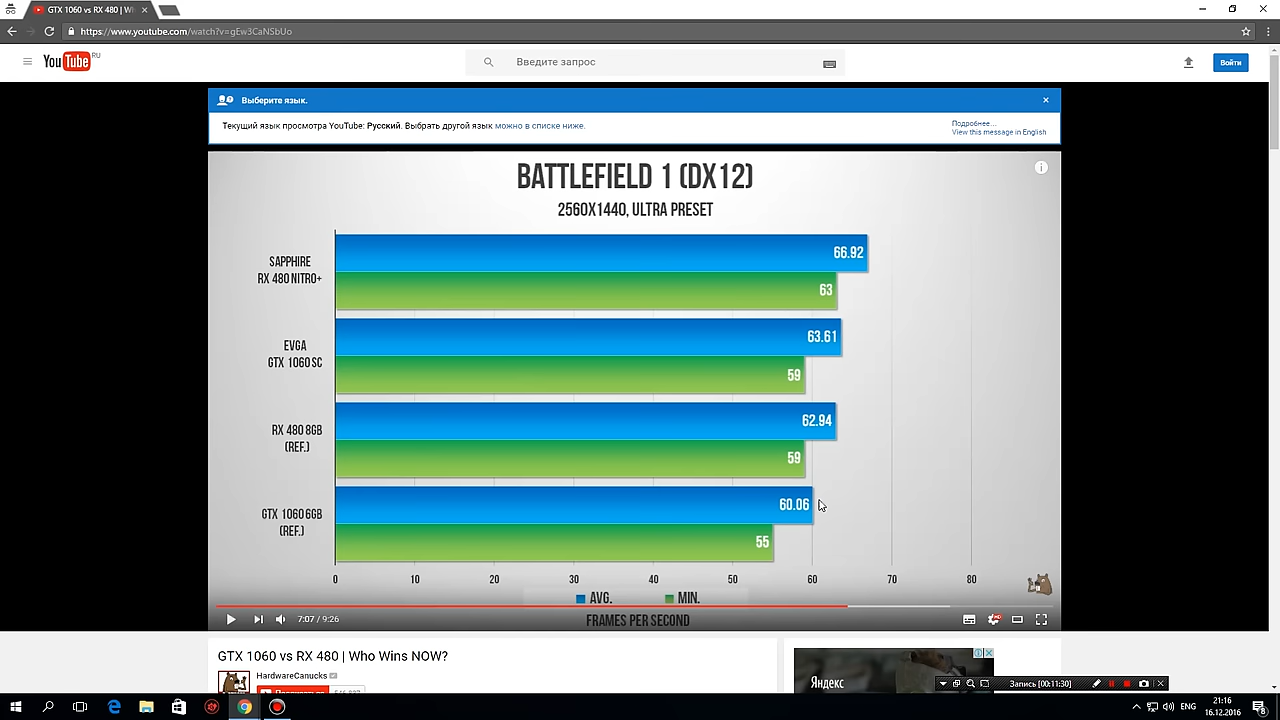 GTX 1060 vs RX 480 | Wh
https://www.youtube.com/watch?v=gEw3CaNSbUo
YouTube RU
Введите запрос
Войти
Выберите язык.
Текущий язык просмотра YouTube: Русский. Выбрать другой язык можно в списке ниже.
Подробнее...
View this message in English
BATTLEFIELD 1 (DX12)
2560X1440, ULTRA PRESET
SAPPHIRE
RX 480 NITRO+
66.92
63
EVGA
GTX 1060 SC
63.61
59
RX 480 8GB
(REF.)
62.94
59
GTX 1060 6GB
(REF.)
60.06
55
0 10 20 30 40 50 60 70 80
AVG. MIN.
FRAMES PER SECOND
7:07 / 9:26
HD
GTX 1060 vs RX 480 | Who Wins NOW?
HardwareCanucks
Яндекс
Запись [00:11:30]
ENG
21:16
16.12.2016
8